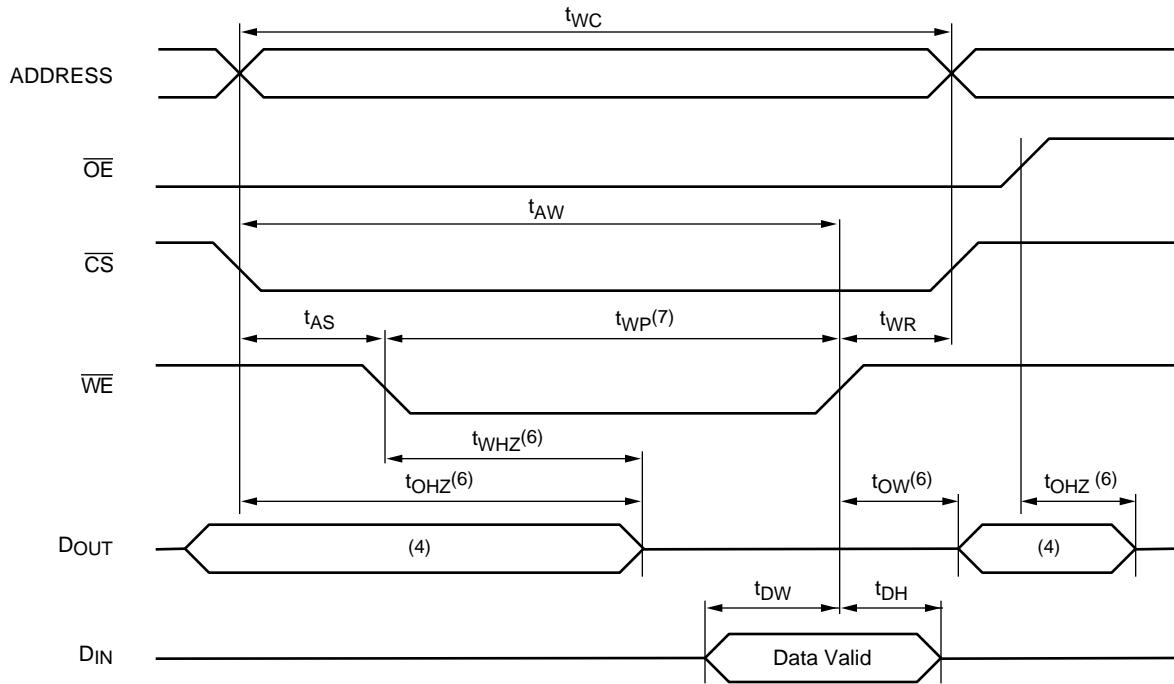 tWC
ADDRESS
OE
tAW
CS
tAS
tWP(7)
tWR
WE
tWHZ(6)
tOHZ(6)
tOW(6)
tOHZ (6)
DOUT
(4)
(4)
tDW
tDH
DIN
Data Valid